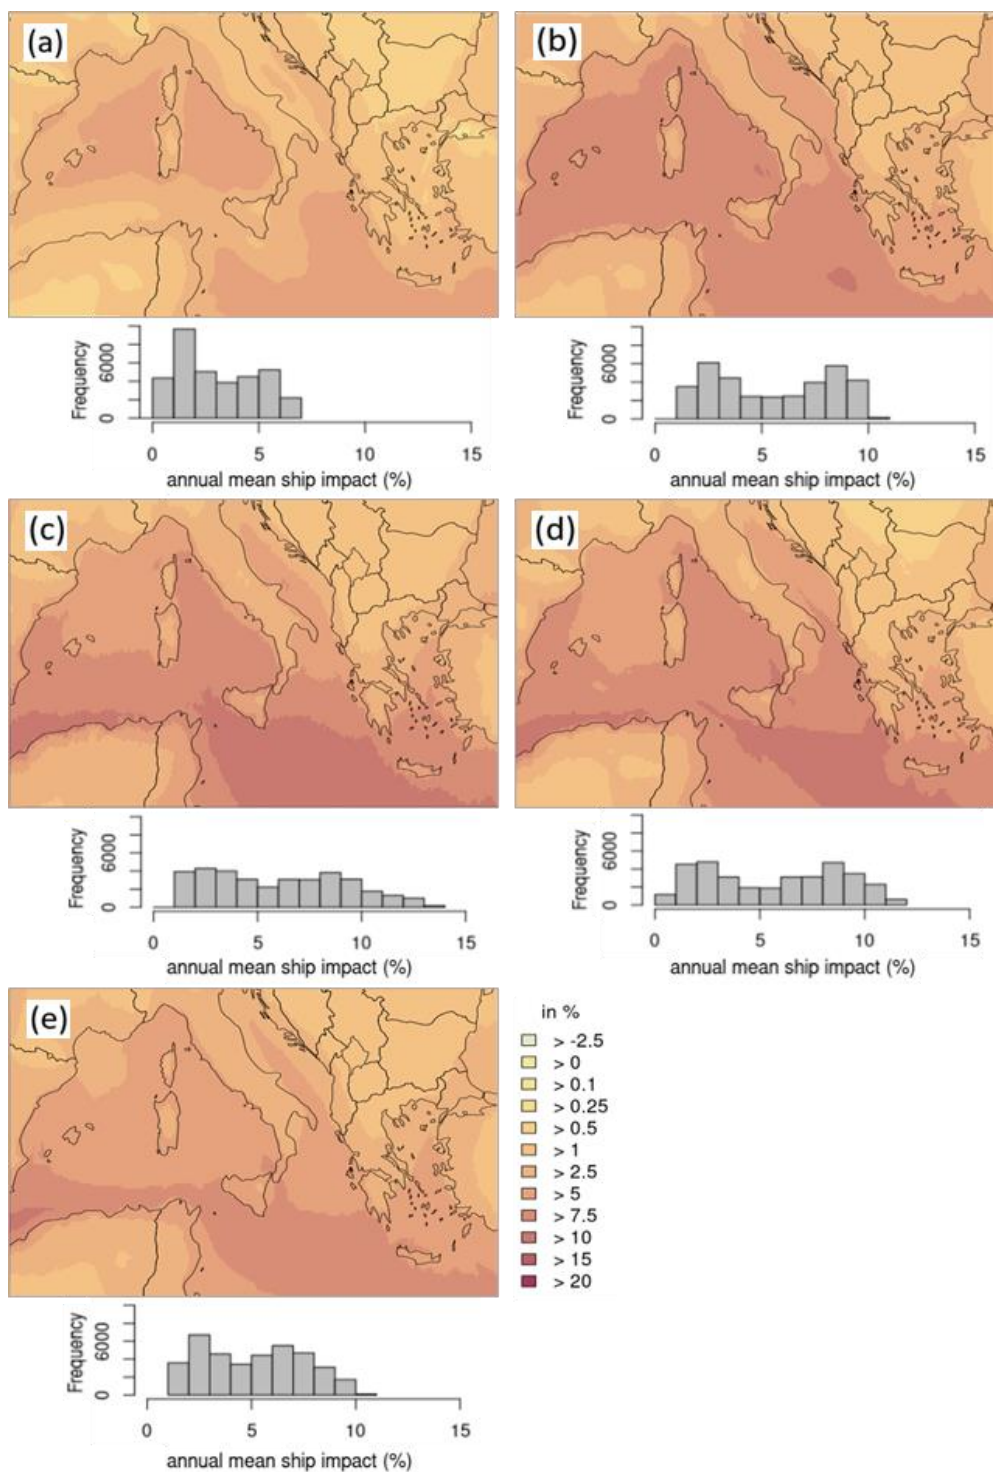 (a)
(b)
Frequency
0 6000
0 5 10 15
annual mean ship impact (%)
Frequency
0 6000
0 5 10 15
annual mean ship impact (%)
(c)
(d)
Frequency
0 6000
0 5 10 15
annual mean ship impact (%)
Frequency
0 6000
0 5 10 15
annual mean ship impact (%)
(e)
in %
> -2.5
> 0
> 0.1
> 0.25
> 0.5
> 1
> 2.5
> 5
> 7.5
> 10
> 15
> 20
Frequency
0 6000
0 5 10 15
annual mean ship impact (%)